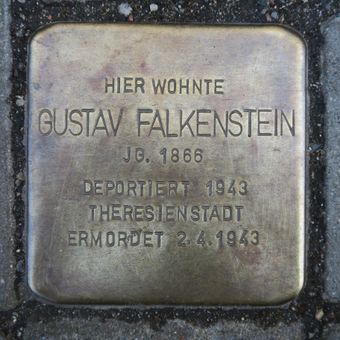 HIER WOHNTE
GUSTAV FALKENSTEIN
JG. 1866
DEPORTIERT 1943
THERESIENSTADT
ERMORDET 2.4.1943